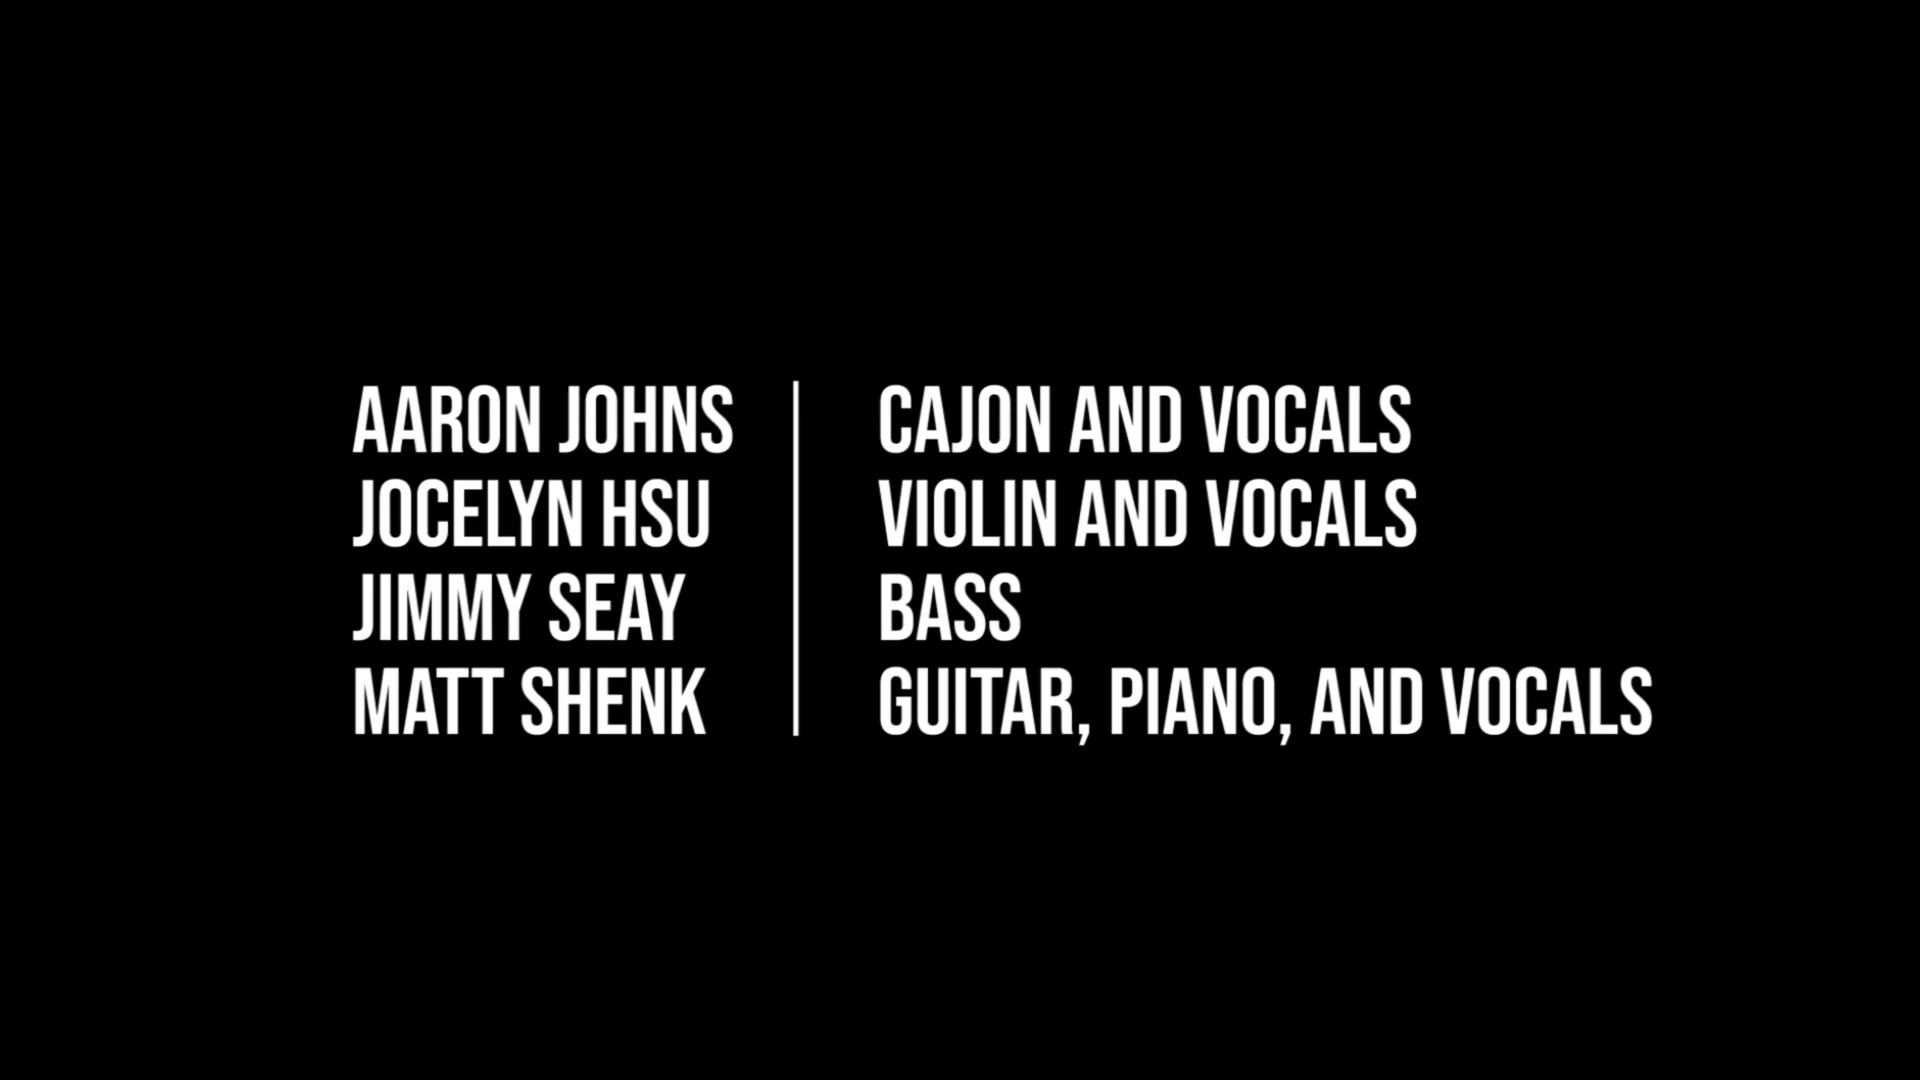 AARON JOHNS | CAJON AND VOCALS
JOCELYN HSU | VIOLIN AND VOCALS
JIMMY SEAY | BASS
MATT SHENK | GUITAR, PIANO, AND VOCALS